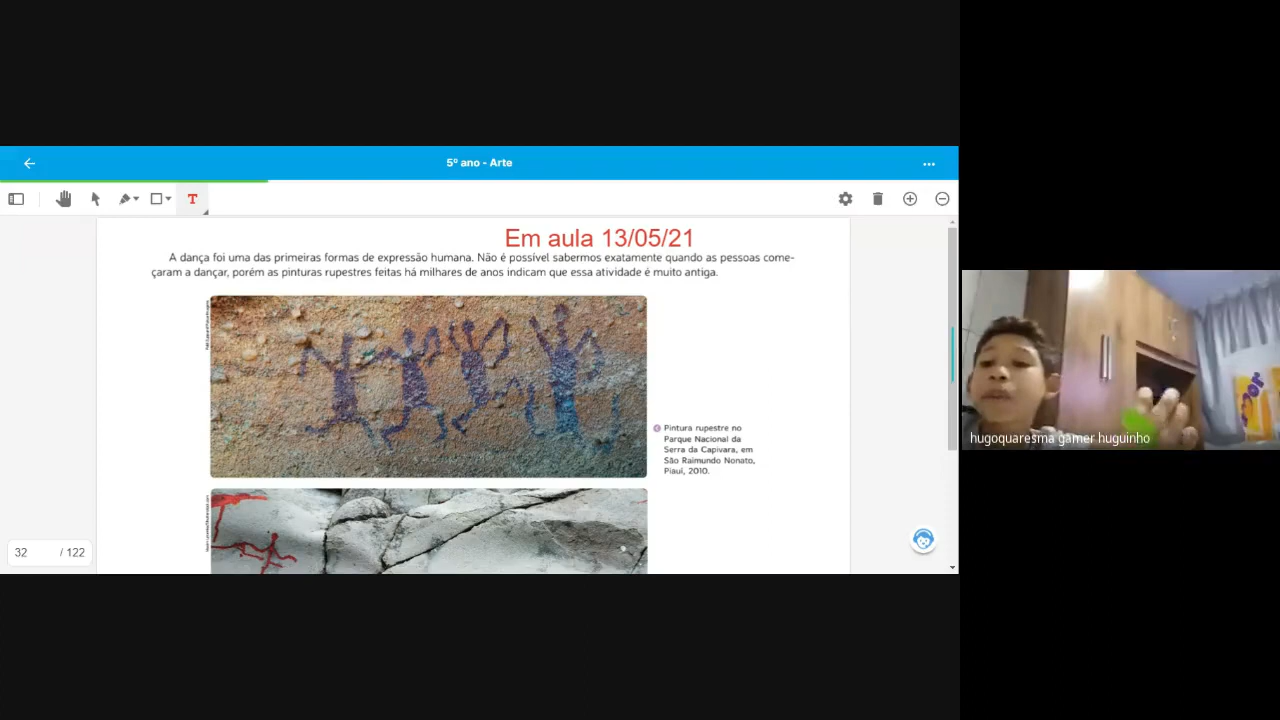 5º ano - Arte
T
Em aula 13/05/21
A dança foi uma das primeiras formas de expressão humana. Não é possível sabermos exatamente quando as pessoas come-
çaram a dançar, porém as pinturas rupestres feitas há milhares de anos indicam que essa atividade é muito antiga.
Pintura rupestre no
Parque Nacional da
Serra da Capivara, em
São Raimundo Nonato,
Piauí, 2010.
32 / 122
hugoquaresma gamer huguinho